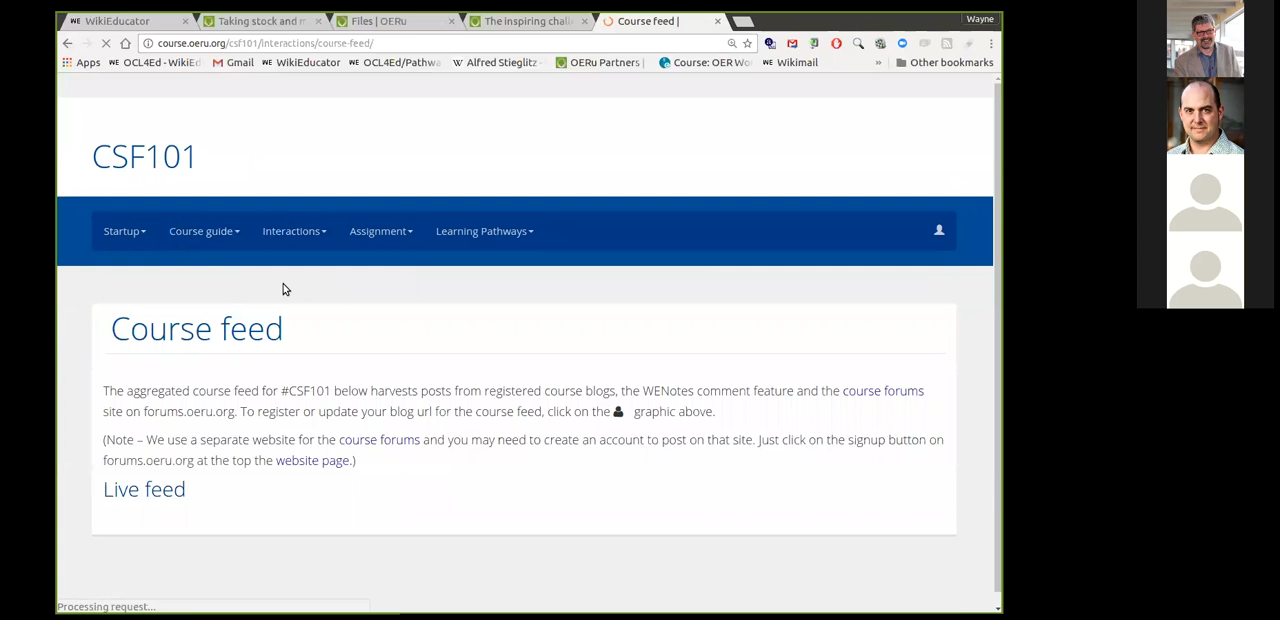 WikiEducator
Taking stock and m
Files | OERu
The inspiring chall
Course feed |
Wayne
course.oeru.org/csf101/interactions/course-feed/
Apps
OCL4Ed - WikiEd
Gmail
WikiEducator
OCL4Ed/Pathwa
Alfred Stieglitz -
OERu Partners |
Course: OER Wo
Wikimail
»
Other bookmarks
CSF101
Startup
Course guide
Interactions
Assignment
Learning Pathways
Course feed
The aggregated course feed for #CSF101 below harvests posts from registered course blogs, the WENotes comment feature and the course forums
site on forums.oeru.org. To register or update your blog url for the course feed, click on the graphic above.
(Note – We use a separate website for the course forums and you may need to create an account to post on that site. Just click on the signup button on
forums.oeru.org at the top the website page.)
Live feed
Processing request...